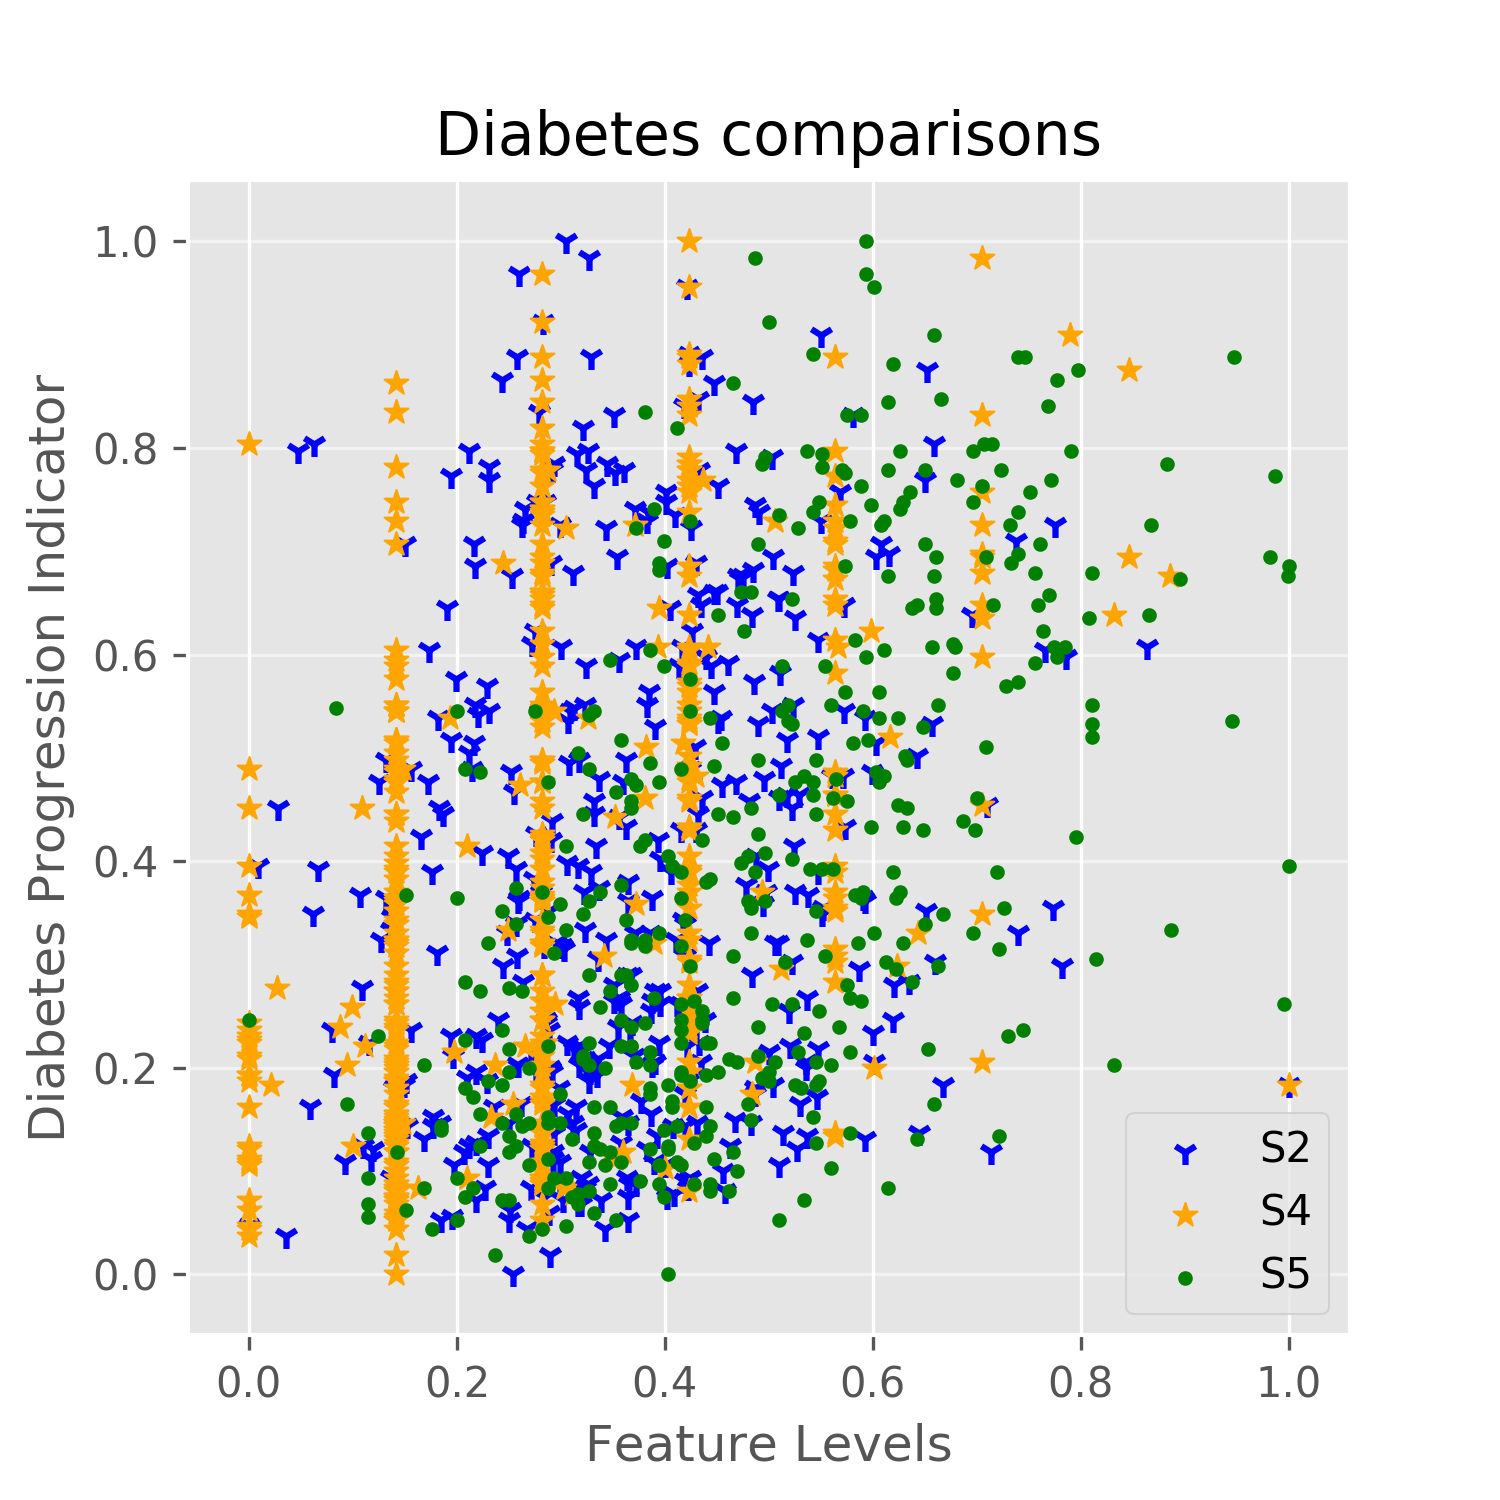 Diabetes comparisons
Diabetes Progression Indicator
1.0
0.8
0.6
0.4
0.2
0.0
S2
S4
S5
0.0 0.2 0.4 0.6 0.8 1.0
Feature Levels